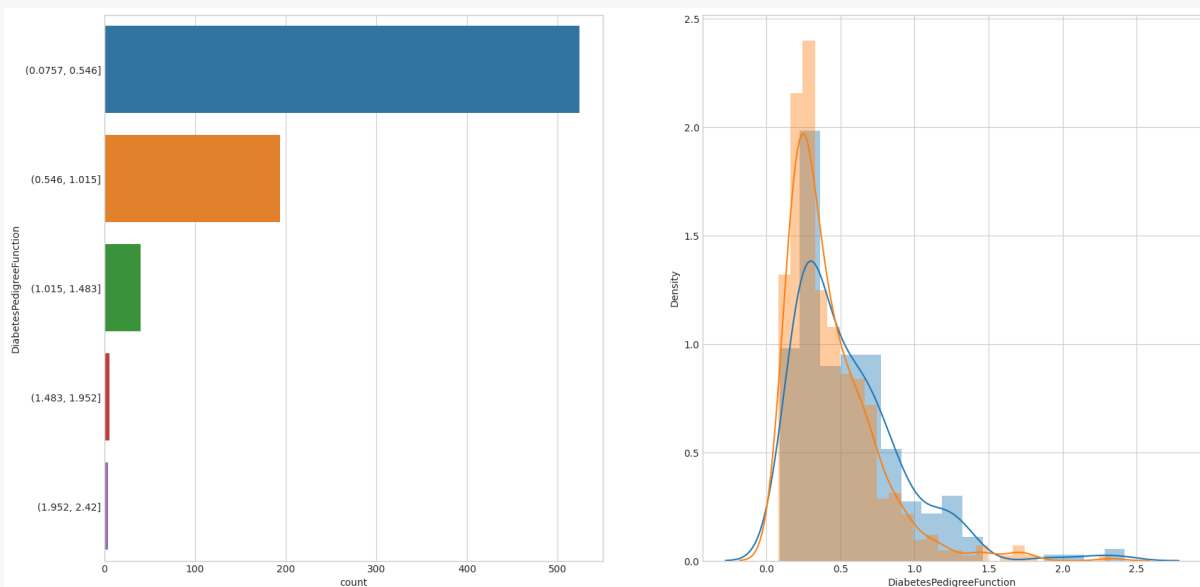 (0.0757, 0.546]
(0.546, 1.015]
(1.015, 1.483]
(1.483, 1.952]
(1.952, 2.42]
DiabetesPedigreeFunction
0 100 200 300 400 500
count
2.5
2.0
1.5
1.0
0.5
0.0
Density
0.0 0.5 1.0 1.5 2.0 2.5
DiabetesPedigreeFunction